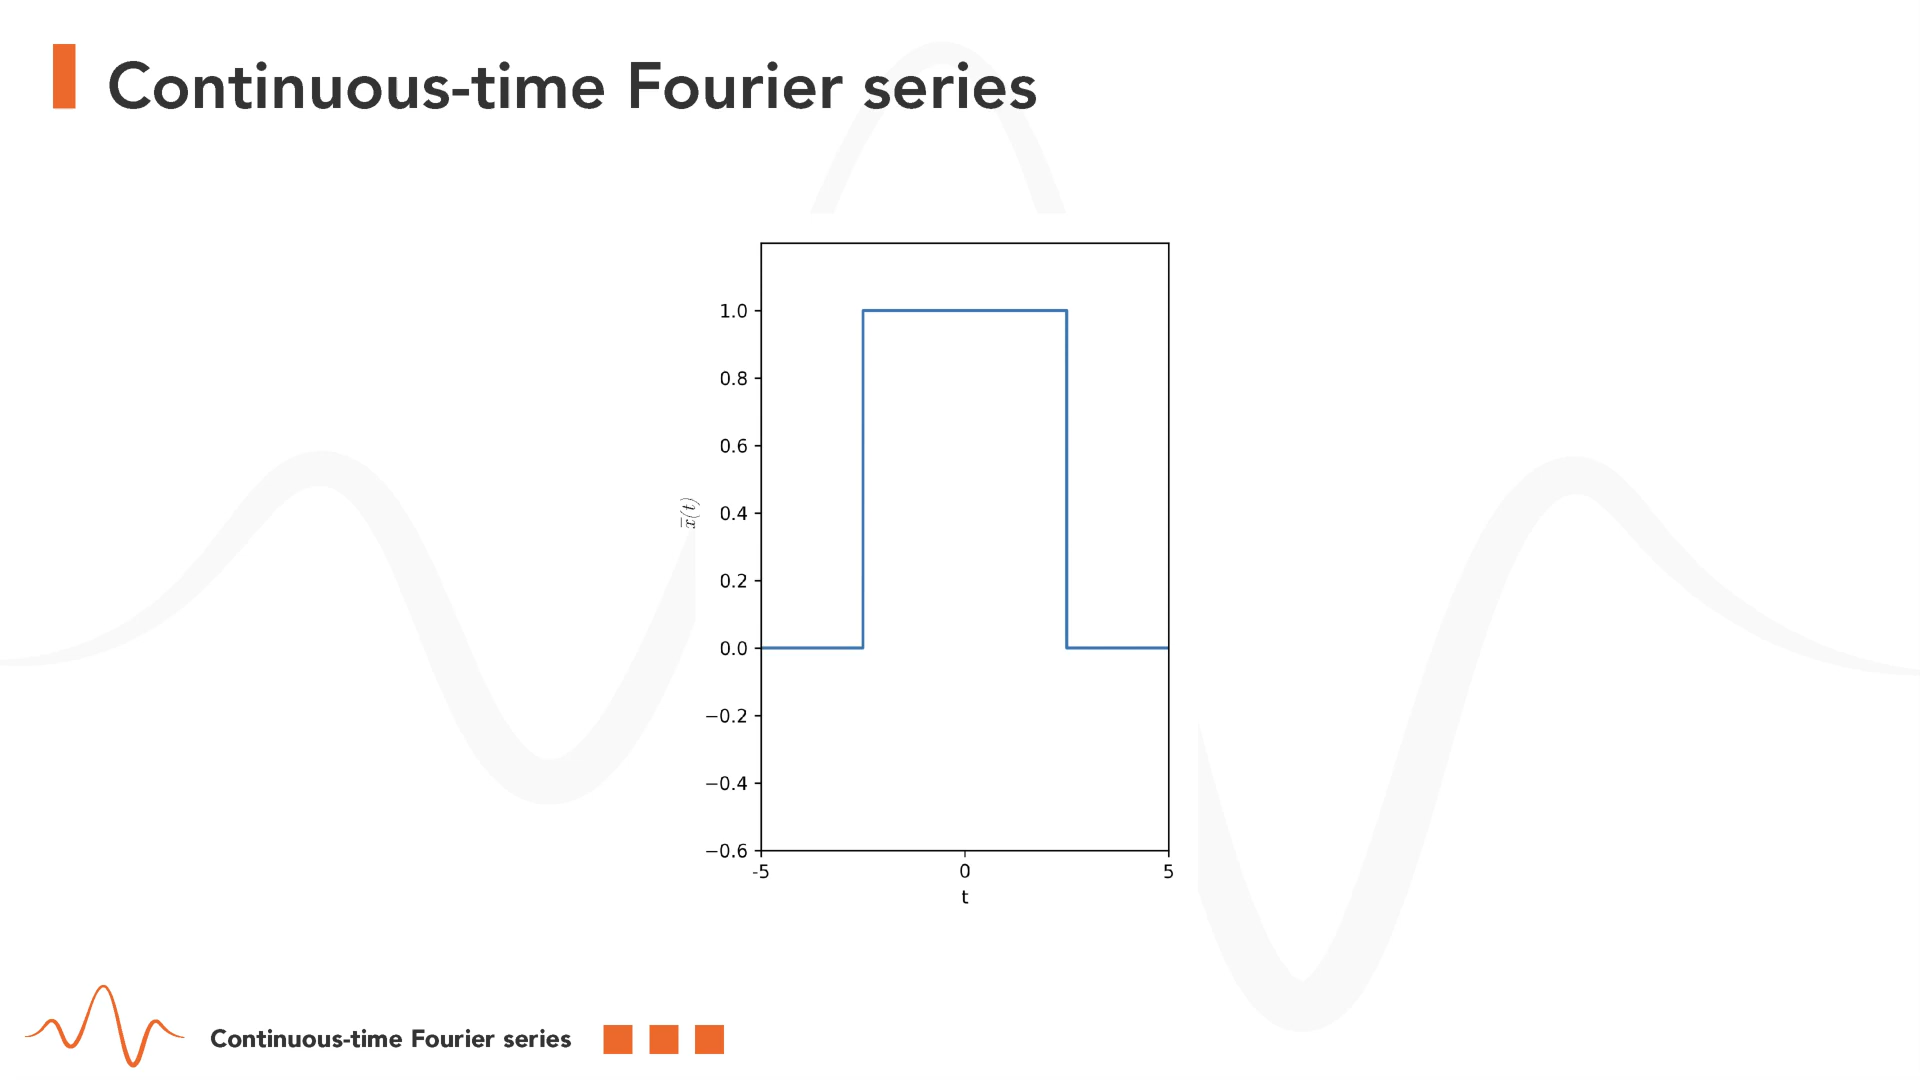 Continuous-time Fourier series
1.0
0.8
0.6
0.4
0.2
0.0
−0.2
−0.4
−0.6
x̅(t)
-5 0 5
t
Continuous-time Fourier series